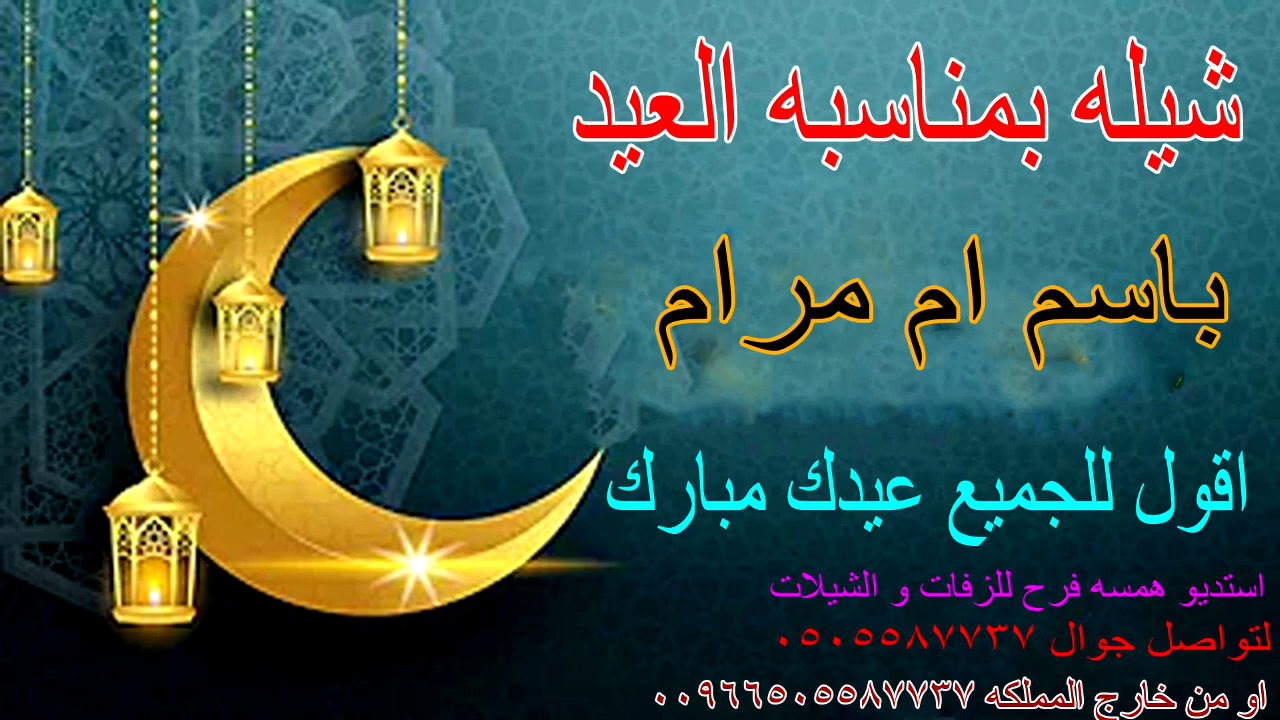 شيله بمناسبه العيد
باسم ام مرام
اقول للجميع عيدك مبارك
استديو همسه فرح للزفات و الشيلات
لتواصل جوال ٠٥٠٥٥٨٧٧٣٧
او من خارج المملكه ٠٠٩٦٦٥٠٥٥٨٧٧٣٧